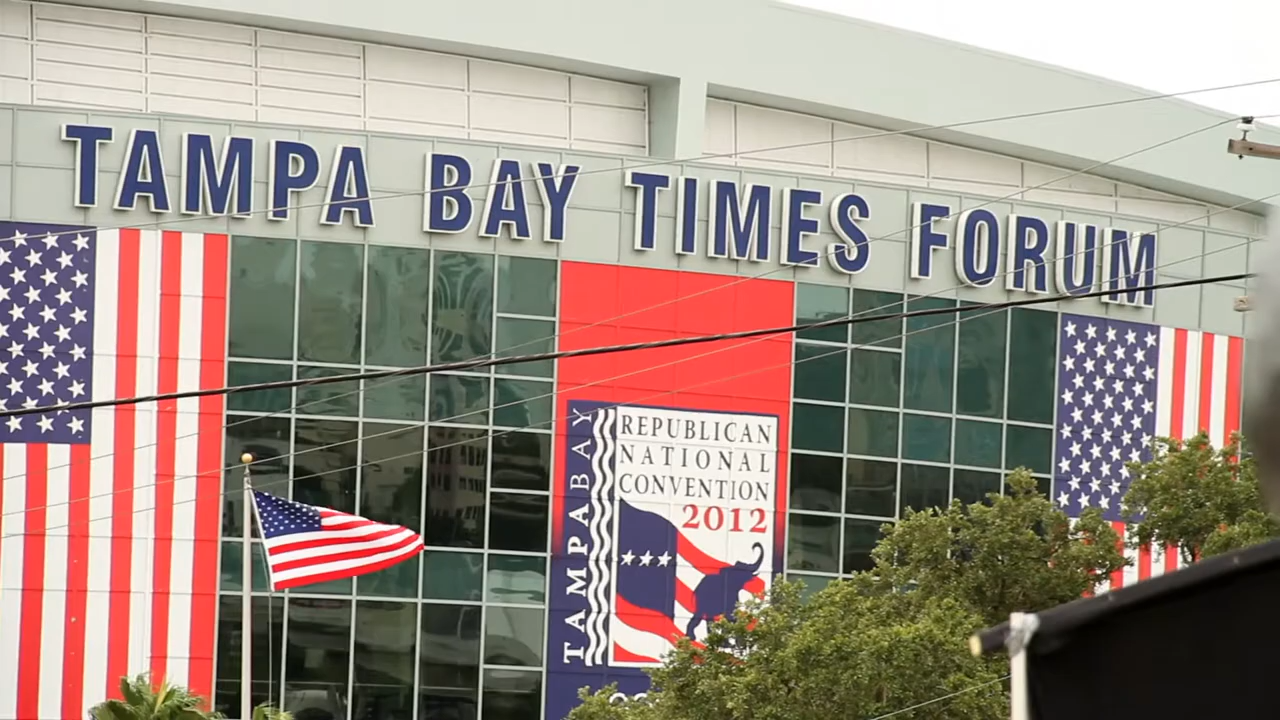 TAMPA BAY TIMES FORUM
TAMPA BAY
REPUBLICAN
NATIONAL
CONVENTION
2012